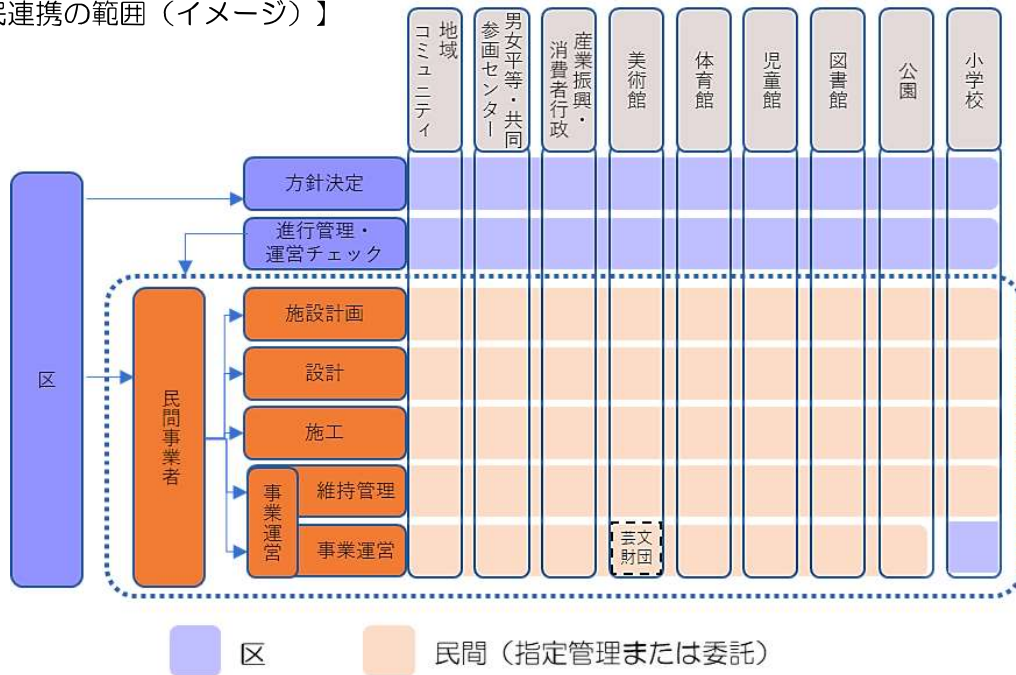 民連携の範囲（イメージ）】
地域
コミュニティ
男女平等・共同
参画センター
産業振興・
消費者行政
美術館
体育館
児童館
図書館
公園
小学校
方針決定
進行管理・
運営チェック
施設計画
設計
区
民間事業者
施工
事業運営
維持管理
事業運営
芸文
財団
区
民間（指定管理または委託）